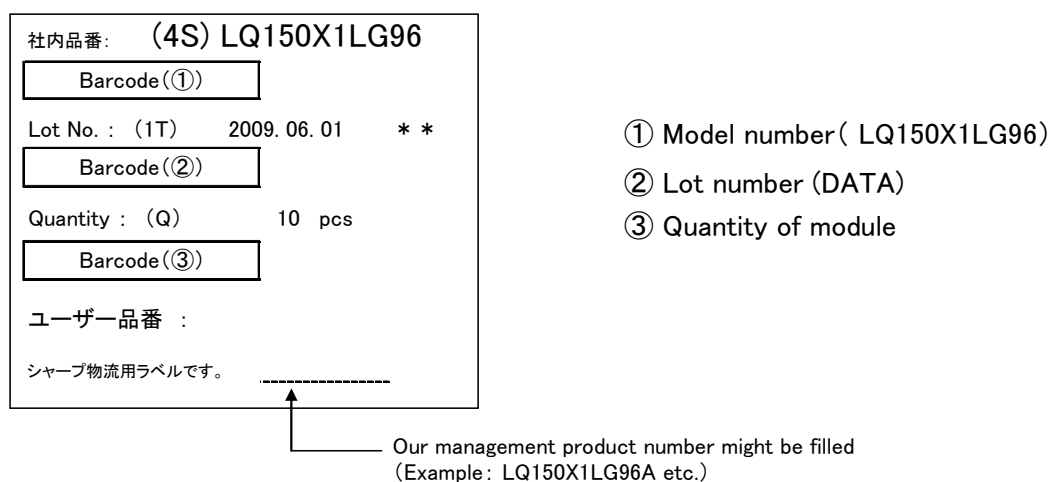 社内品番: (4S) LQ150X1LG96
Barcode(①)
Lot No. : (1T) 2009. 06. 01 * *
Barcode(②)
Quantity : (Q) 10 pcs
Barcode(③)
ユーザー品番 :
シャープ物流用ラベルです。
① Model number( LQ150X1LG96)
② Lot number (DATA)
③ Quantity of module
Our management product number might be filled
(Example: LQ150X1LG96A etc.)